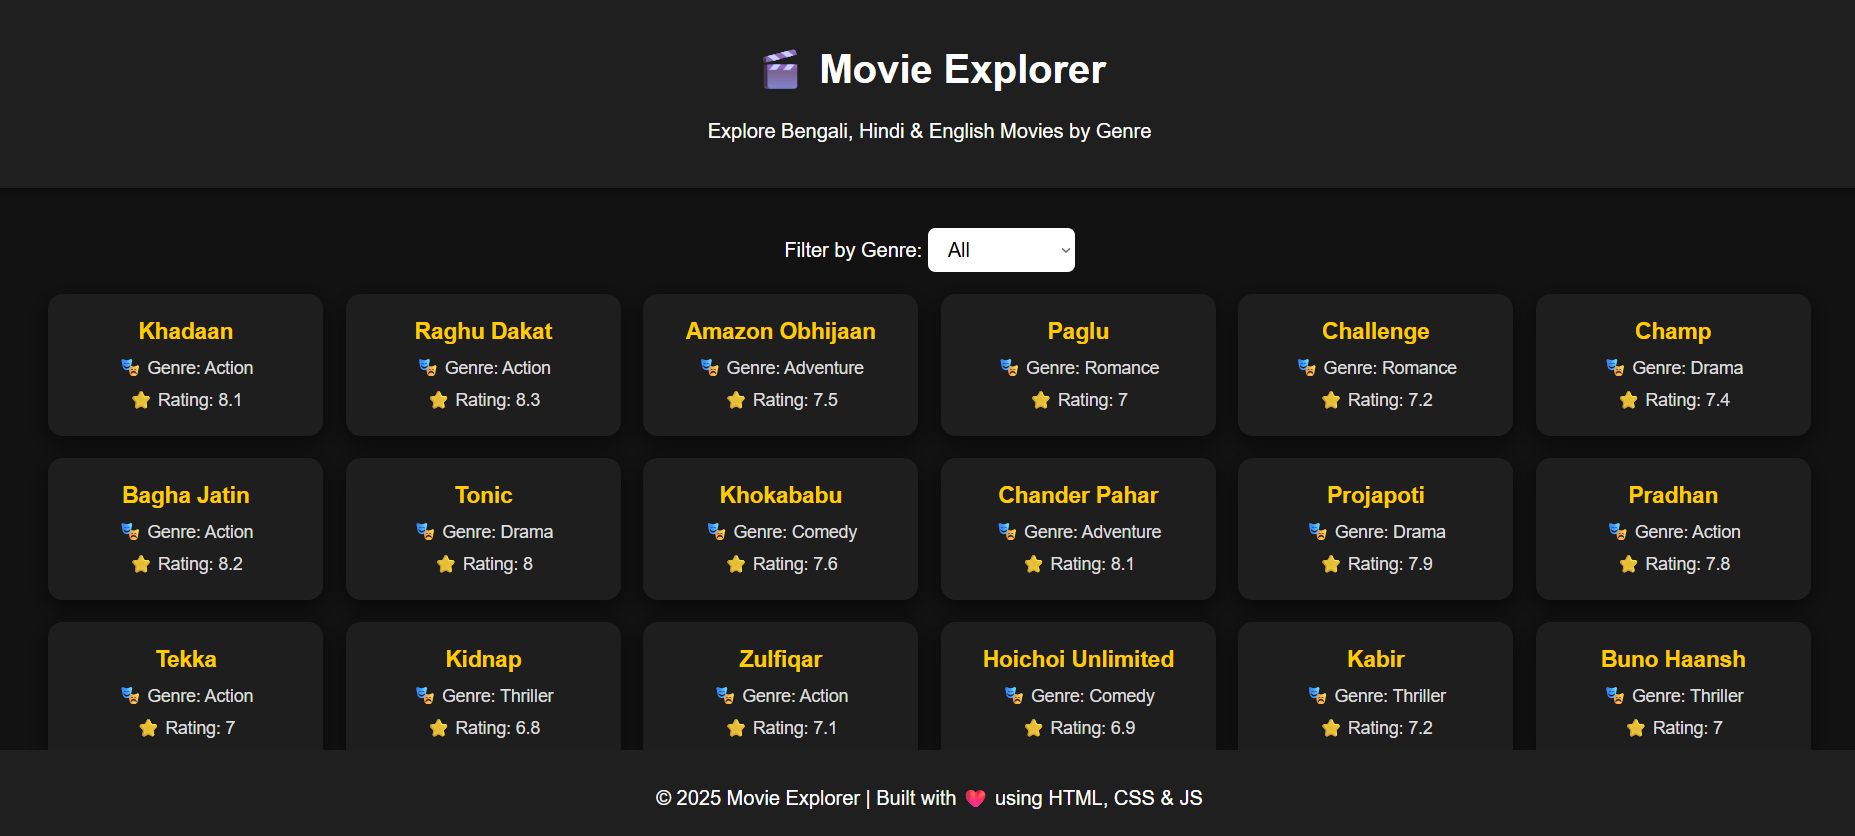 🎬 Movie Explorer
Explore Bengali, Hindi & English Movies by Genre
Filter by Genre: All
Khadaan
🎭 Genre: Action
⭐ Rating: 8.1
Raghu Dakat
🎭 Genre: Action
⭐ Rating: 8.3
Amazon Obhijaan
🎭 Genre: Adventure
⭐ Rating: 7.5
Paglu
🎭 Genre: Romance
⭐ Rating: 7
Challenge
🎭 Genre: Romance
⭐ Rating: 7.2
Champ
🎭 Genre: Drama
⭐ Rating: 7.4
Bagha Jatin
🎭 Genre: Action
⭐ Rating: 8.2
Tonic
🎭 Genre: Drama
⭐ Rating: 8
Khokababu
🎭 Genre: Comedy
⭐ Rating: 7.6
Chander Pahar
🎭 Genre: Adventure
⭐ Rating: 8.1
Projapoti
🎭 Genre: Drama
⭐ Rating: 7.9
Pradhan
🎭 Genre: Action
⭐ Rating: 7.8
Tekka
🎭 Genre: Action
⭐ Rating: 7
Kidnap
🎭 Genre: Thriller
⭐ Rating: 6.8
Zulfiqar
🎭 Genre: Action
⭐ Rating: 7.1
Hoichoi Unlimited
🎭 Genre: Comedy
⭐ Rating: 6.9
Kabir
🎭 Genre: Thriller
⭐ Rating: 7.2
Buno Haansh
🎭 Genre: Thriller
⭐ Rating: 7
© 2025 Movie Explorer | Built with ❤️ using HTML, CSS & JS